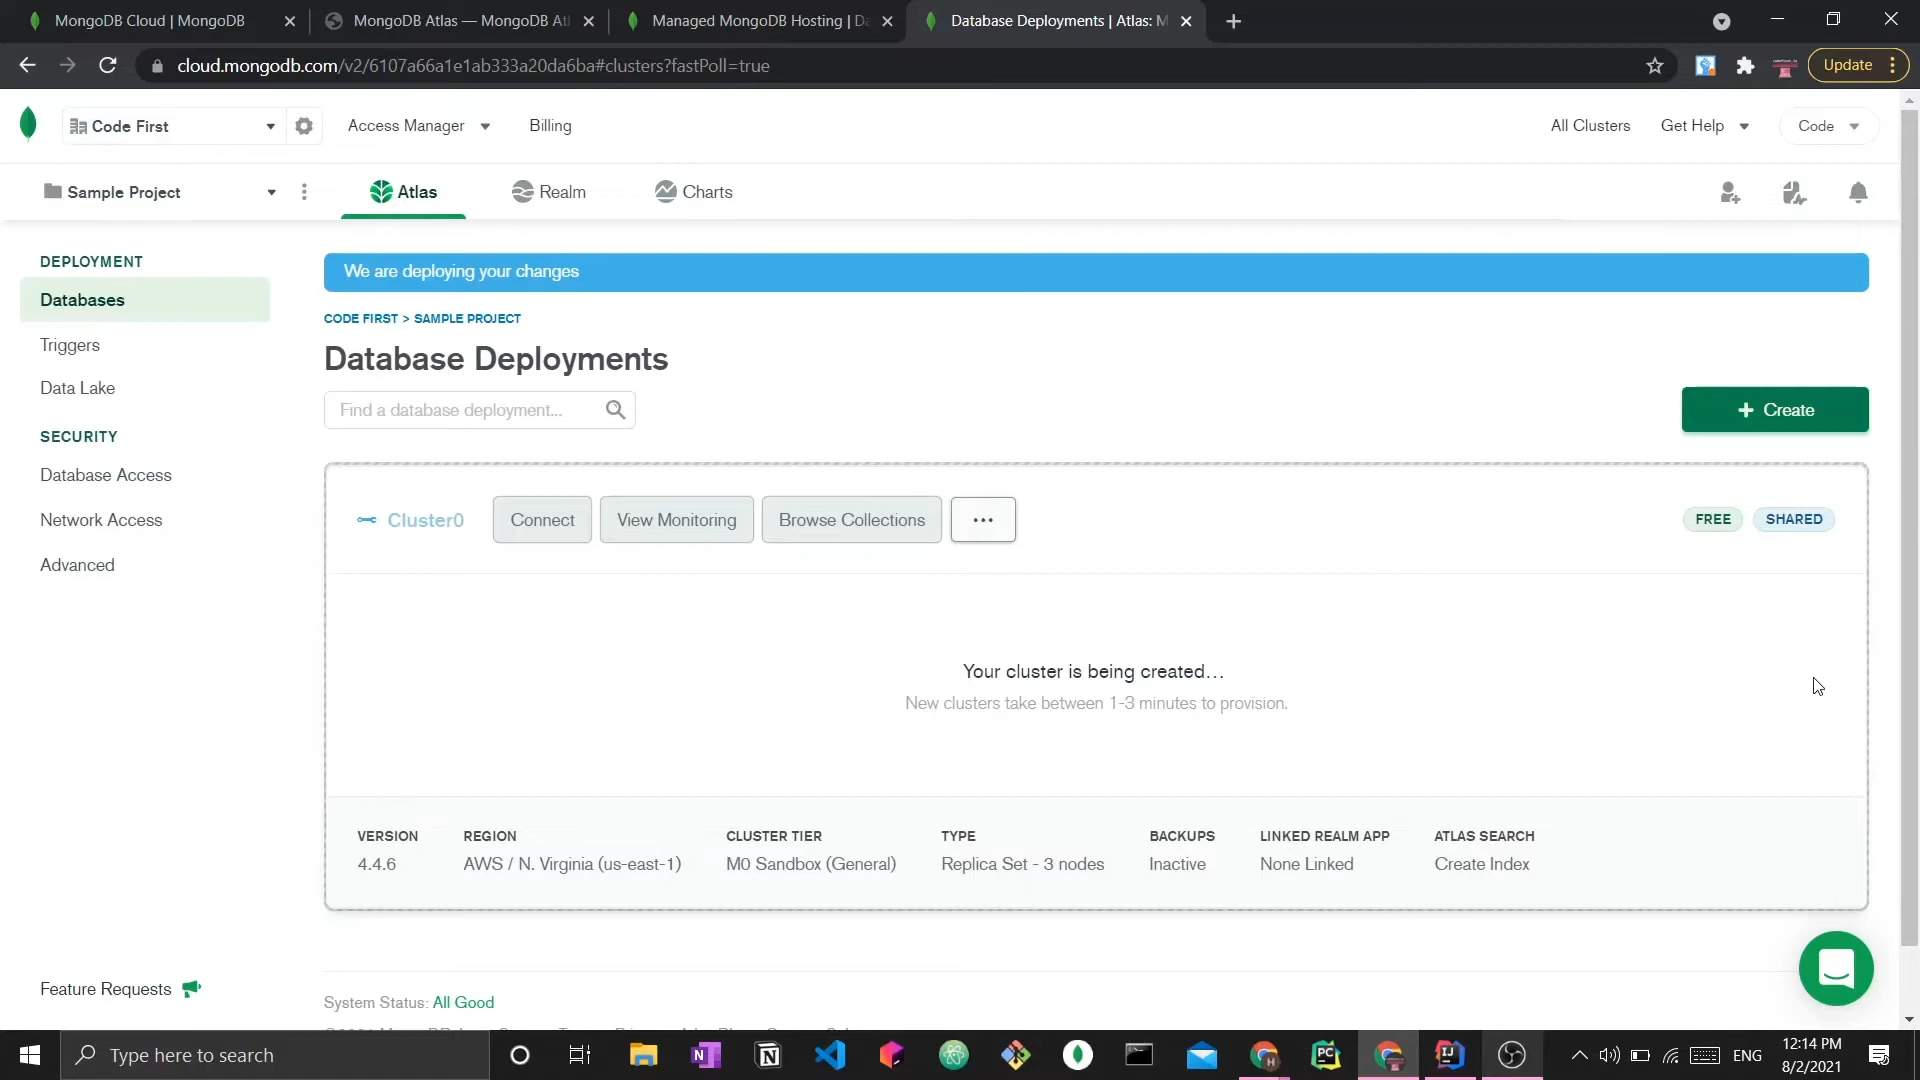 MongoDB Cloud | MongoDB
MongoDB Atlas — MongoDB Atl
Managed MongoDB Hosting | Da
Database Deployments | Atlas: M
cloud.mongodb.com/v2/6107a66a1e1ab333a20da6ba#clusters?fastPoll=true
Update
Code First
Access Manager
Billing
All Clusters
Get Help
Code
Sample Project
Atlas
Realm
Charts
DEPLOYMENT
Databases
Triggers
Data Lake
SECURITY
Database Access
Network Access
Advanced
Feature Requests
We are deploying your changes
CODE FIRST > SAMPLE PROJECT
Database Deployments
Find a database deployment...
+ Create
Cluster0
Connect
View Monitoring
Browse Collections
...
FREE
SHARED
Your cluster is being created…
New clusters take between 1-3 minutes to provision.
VERSION
4.4.6
REGION
AWS / N. Virginia (us-east-1)
CLUSTER TIER
M0 Sandbox (General)
TYPE
Replica Set - 3 nodes
BACKUPS
Inactive
LINKED REALM APP
None Linked
ATLAS SEARCH
Create Index
System Status: All Good
Type here to search
ENG
12:14 PM
8/2/2021